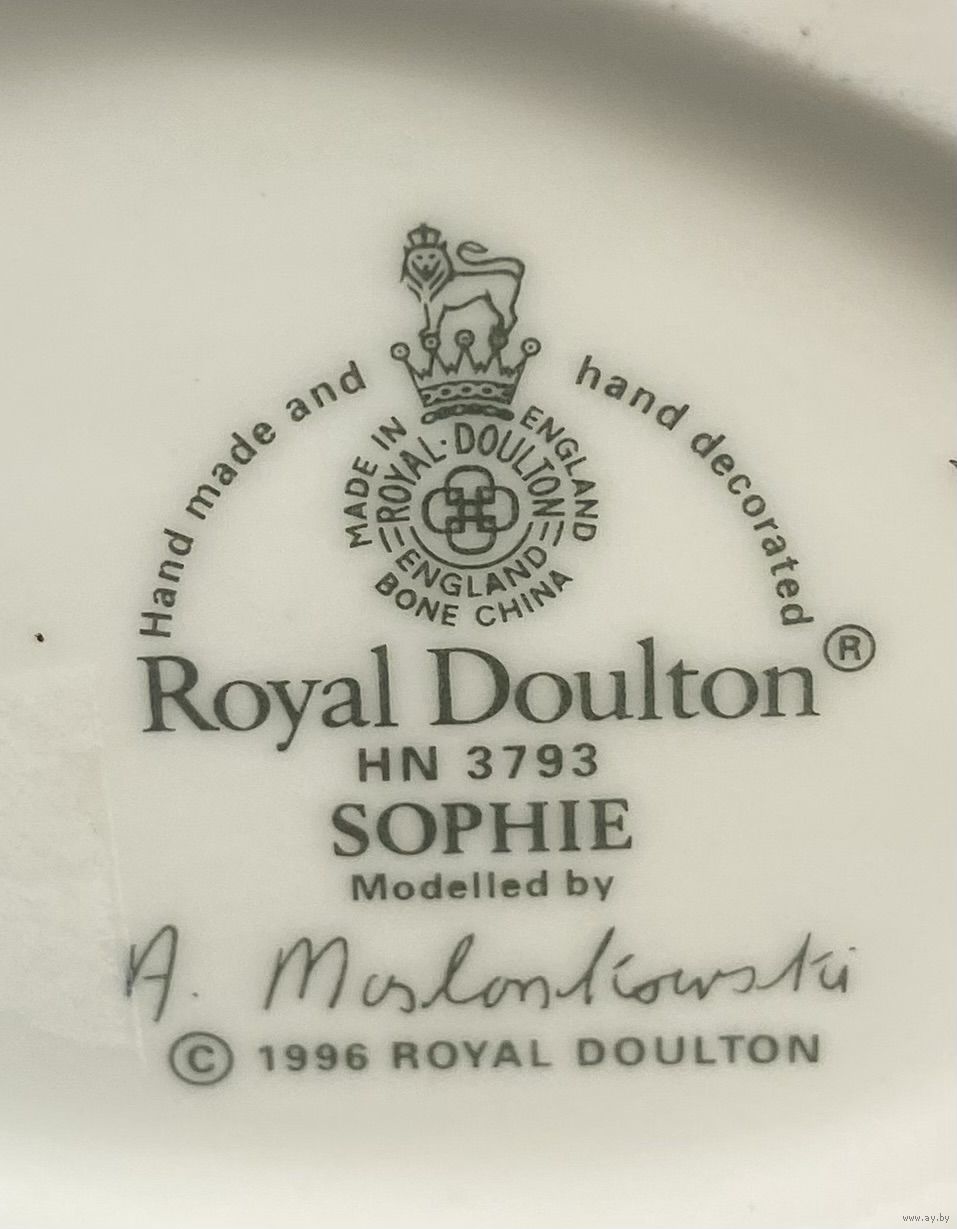 Hand made and hand decorated
MADE IN ENGLAND
ROYAL·DOULTON
ENGLAND
BONE CHINA
Royal Doulton®
HN 3793
SOPHIE
Modelled by
A. Maslankowski
© 1996 ROYAL DOULTON
www.ay.by